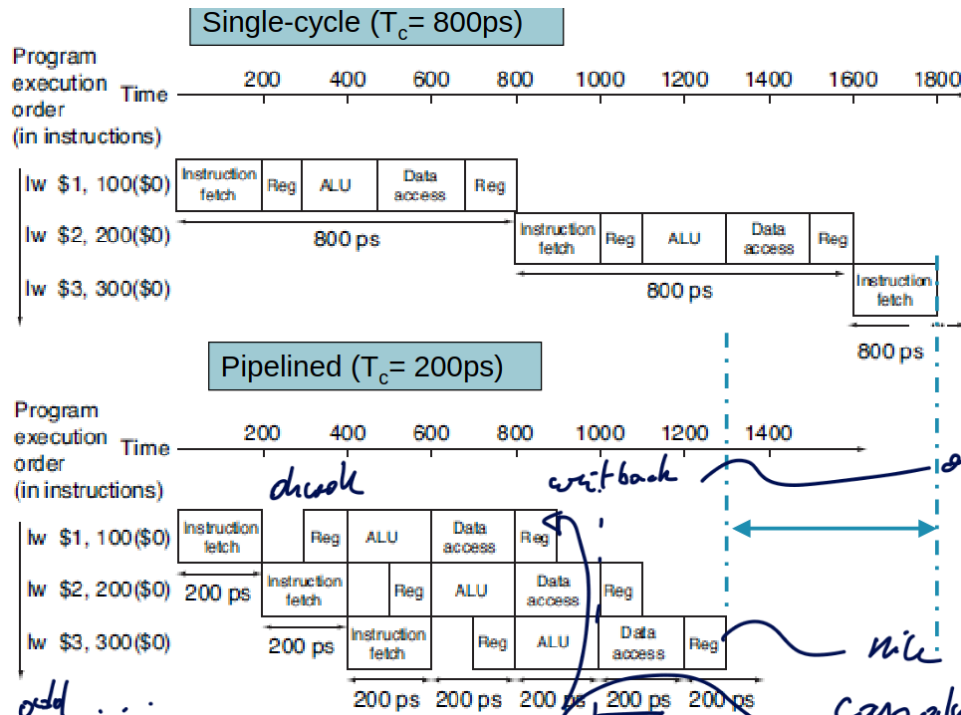 Single-cycle (Tc= 800ps)
Program
execution
order
(in instructions)
Time
200 400 600 800 1000 1200 1400 1600 1800
lw $1, 100($0)
Instruction fetch
Reg
ALU
Data access
Reg
800 ps
lw $2, 200($0)
Instruction fetch
Reg
ALU
Data access
Reg
800 ps
lw $3, 300($0)
Instruction fetch
800 ps
Pipelined (Tc= 200ps)
Program
execution
order
(in instructions)
Time
200 400 600 800 1000 1200 1400
writback
lw $1, 100($0)
Instruction fetch
Reg
ALU
Data access
Reg
200 ps
lw $2, 200($0)
Instruction fetch
Reg
ALU
Data access
Reg
200 ps
lw $3, 300($0)
Instruction fetch
Reg
ALU
Data access
Reg
200 ps 200 ps 200 ps 200 ps 200 ps
add ....